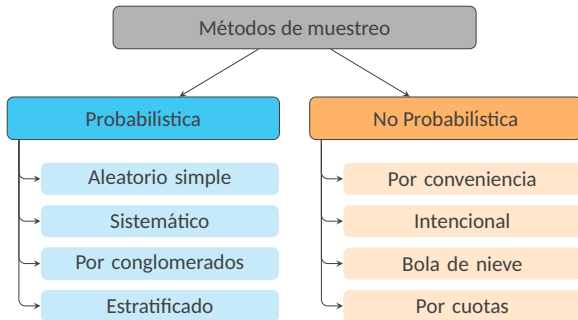 Métodos de muestreo
Probabilística
No Probabilística
Aleatorio simple
Sistemático
Por conglomerados
Estratificado
Por conveniencia
Intencional
Bola de nieve
Por cuotas